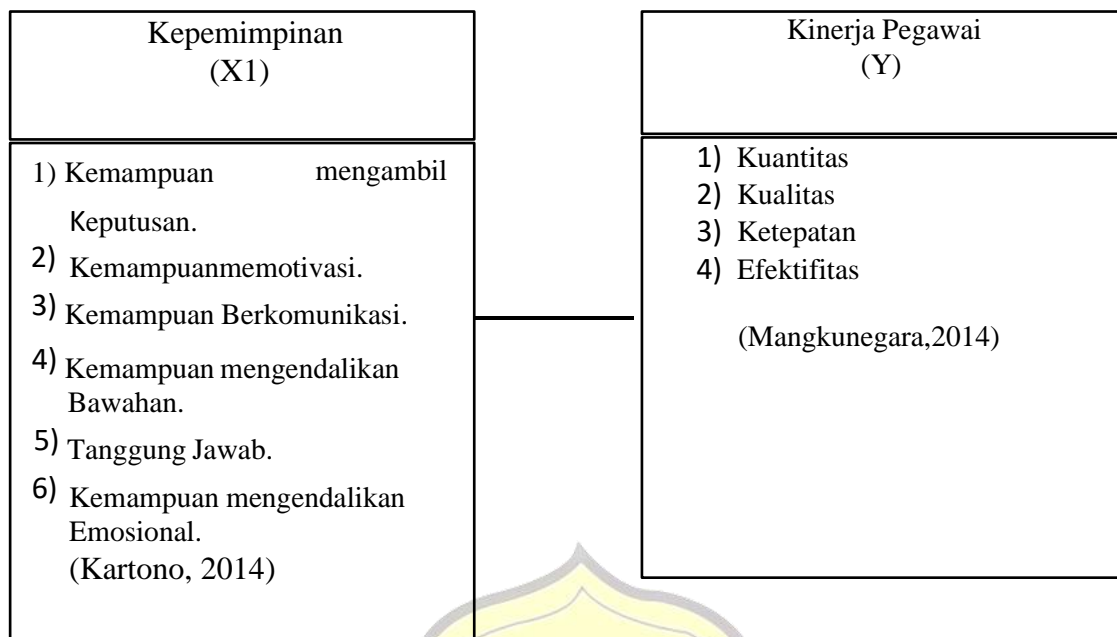 Kepemimpinan
(X1)
1) Kemampuan mengambil
Keputusan.
2) Kemampuanmemotivasi.
3) Kemampuan Berkomunikasi.
4) Kemampuan mengendalikan
Bawahan.
5) Tanggung Jawab.
6) Kemampuan mengendalikan
Emosional.
(Kartono, 2014)
Kinerja Pegawai
(Y)
1) Kuantitas
2) Kualitas
3) Ketepatan
4) Efektifitas
(Mangkunegara,2014)